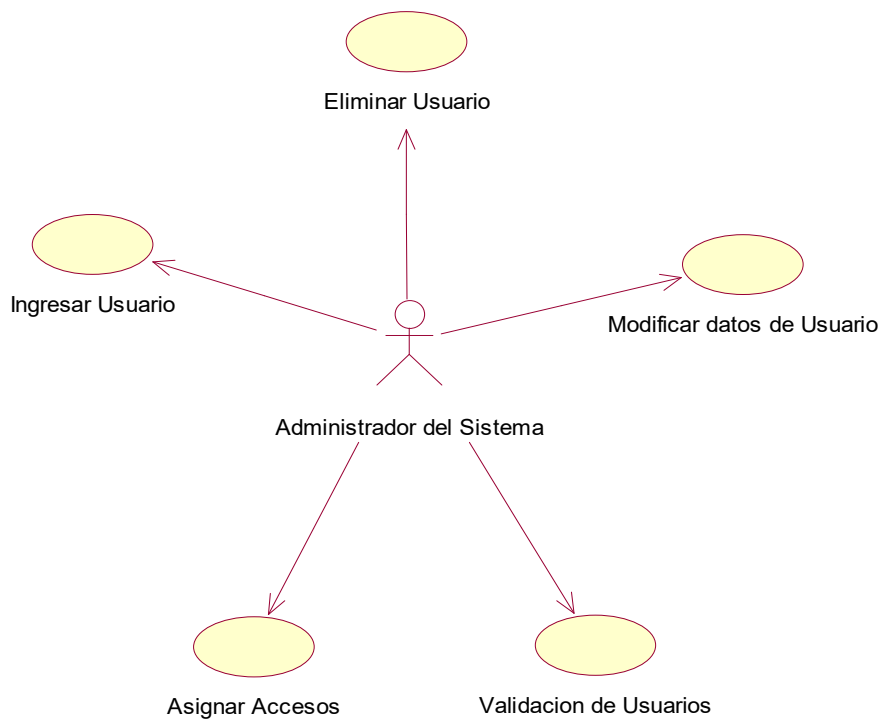 Eliminar Usuario
Ingresar Usuario
Modificar datos de Usuario
Administrador del Sistema
Asignar Accesos
Validacion de Usuarios